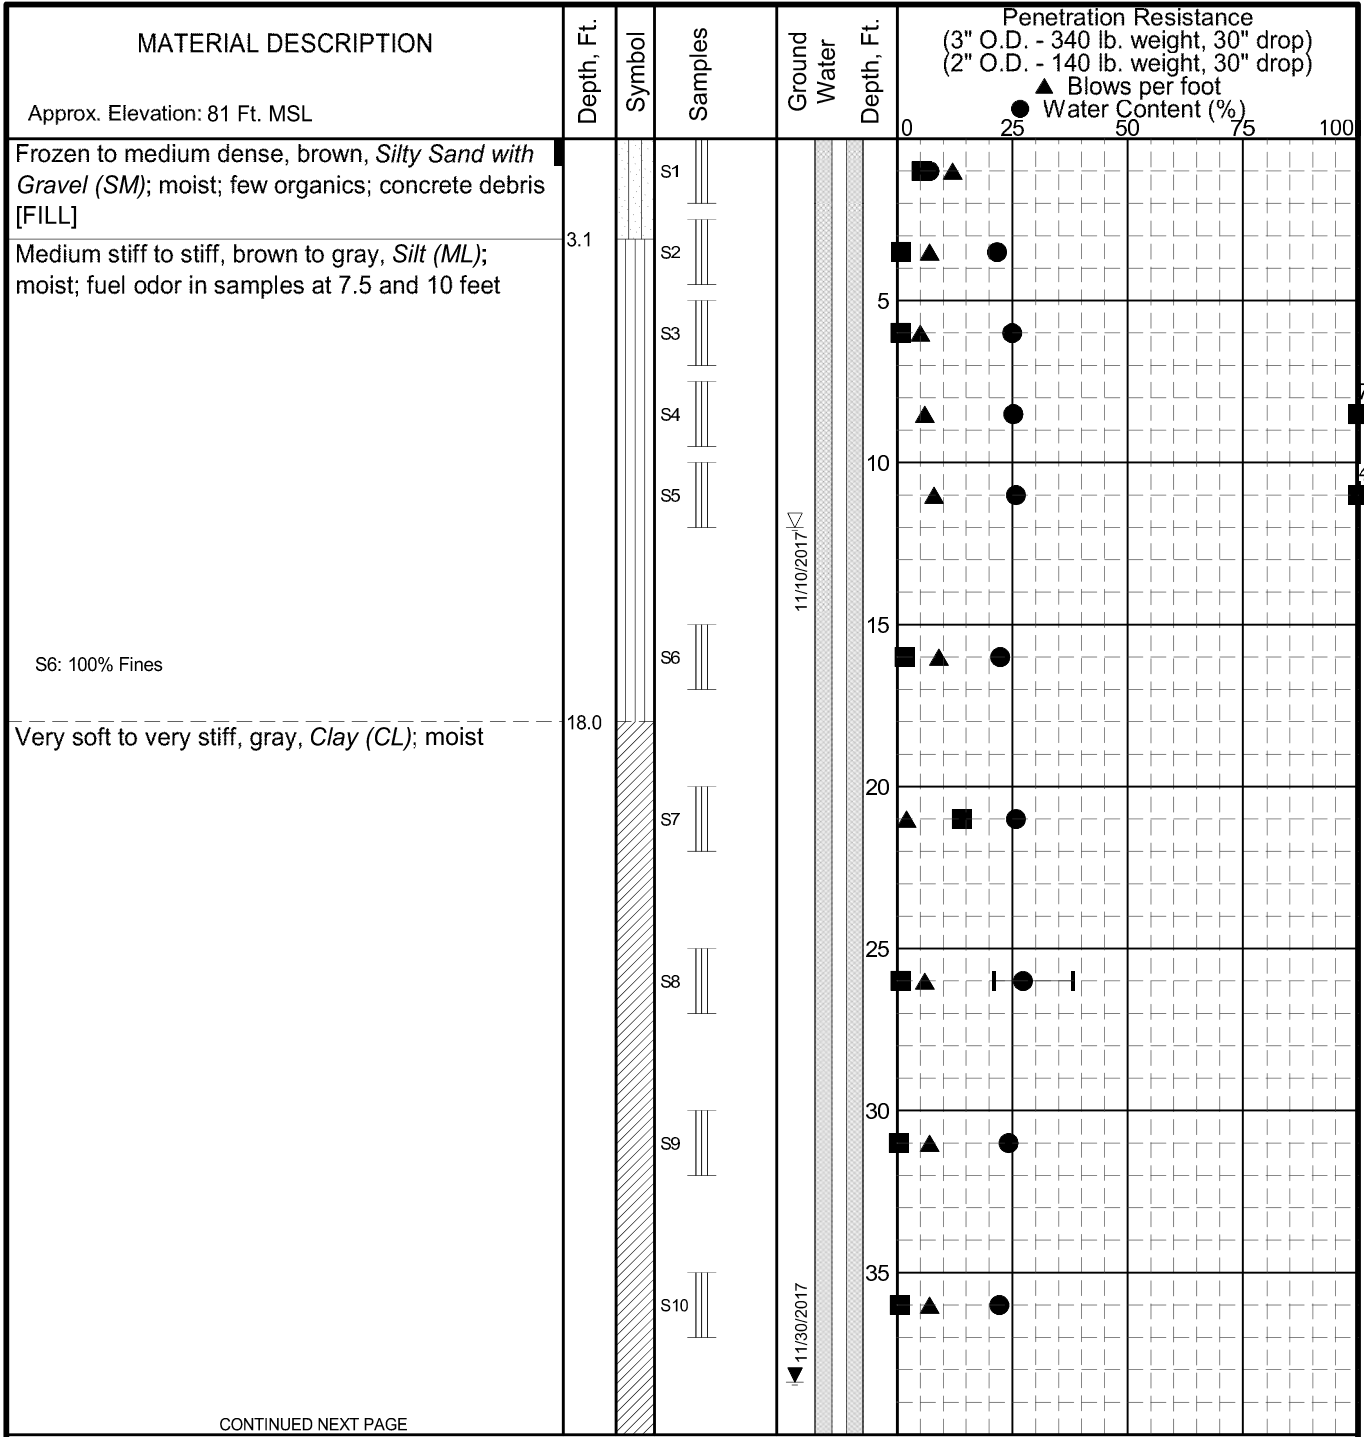 MATERIAL DESCRIPTION
Approx. Elevation: 81 Ft. MSL
Depth, Ft.
Symbol
Samples
Ground
Water
Depth, Ft.
Penetration Resistance
(3" O.D. - 340 lb. weight, 30" drop)
(2" O.D. - 140 lb. weight, 30" drop)
▲ Blows per foot
● Water Content (%)
0 25 50 75 100
Frozen to medium dense, brown, Silty Sand with
Gravel (SM); moist; few organics; concrete debris
[FILL]
S1
3.1
Medium stiff to stiff, brown to gray, Silt (ML);
moist; fuel odor in samples at 7.5 and 10 feet
S2
5
S3
S4
10
S5
11/10/2017
15
S6: 100% Fines
S6
18.0
Very soft to very stiff, gray, Clay (CL); moist
20
S7
25
S8
30
S9
35
S10
11/30/2017
CONTINUED NEXT PAGE